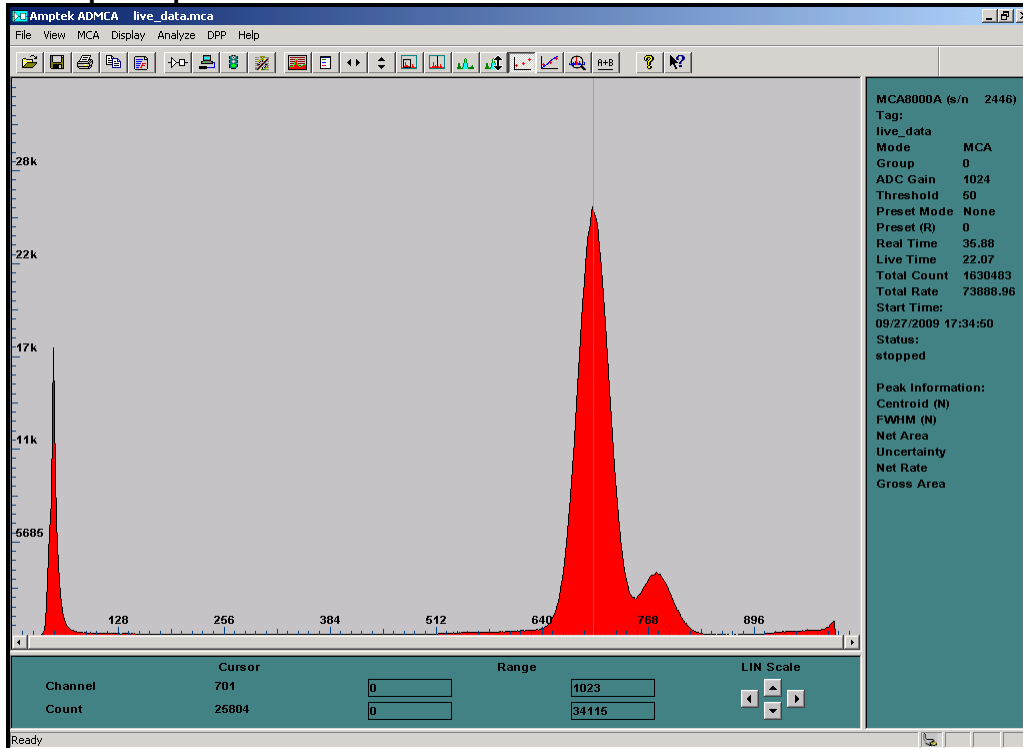 Amptek ADMCA live_data.mca
File View MCA Display Analyze DPP Help
A+B
28k
22k
17k
11k
5685
128 256 384 512 640 768 896
MCA8000A (s/n 2446)
Tag:
live_data
Mode MCA
Group 0
ADC Gain 1024
Threshold 50
Preset Mode None
Preset (R) 0
Real Time 35.88
Live Time 22.07
Total Count 1630483
Total Rate 73888.96
Start Time:
09/27/2009 17:34:50
Status:
stopped
Peak Information:
Centroid (N)
FWHM (N)
Net Area
Uncertainty
Net Rate
Gross Area
Cursor Range LIN Scale
Channel 701 0 1023
Count 25804 0 34115
Ready